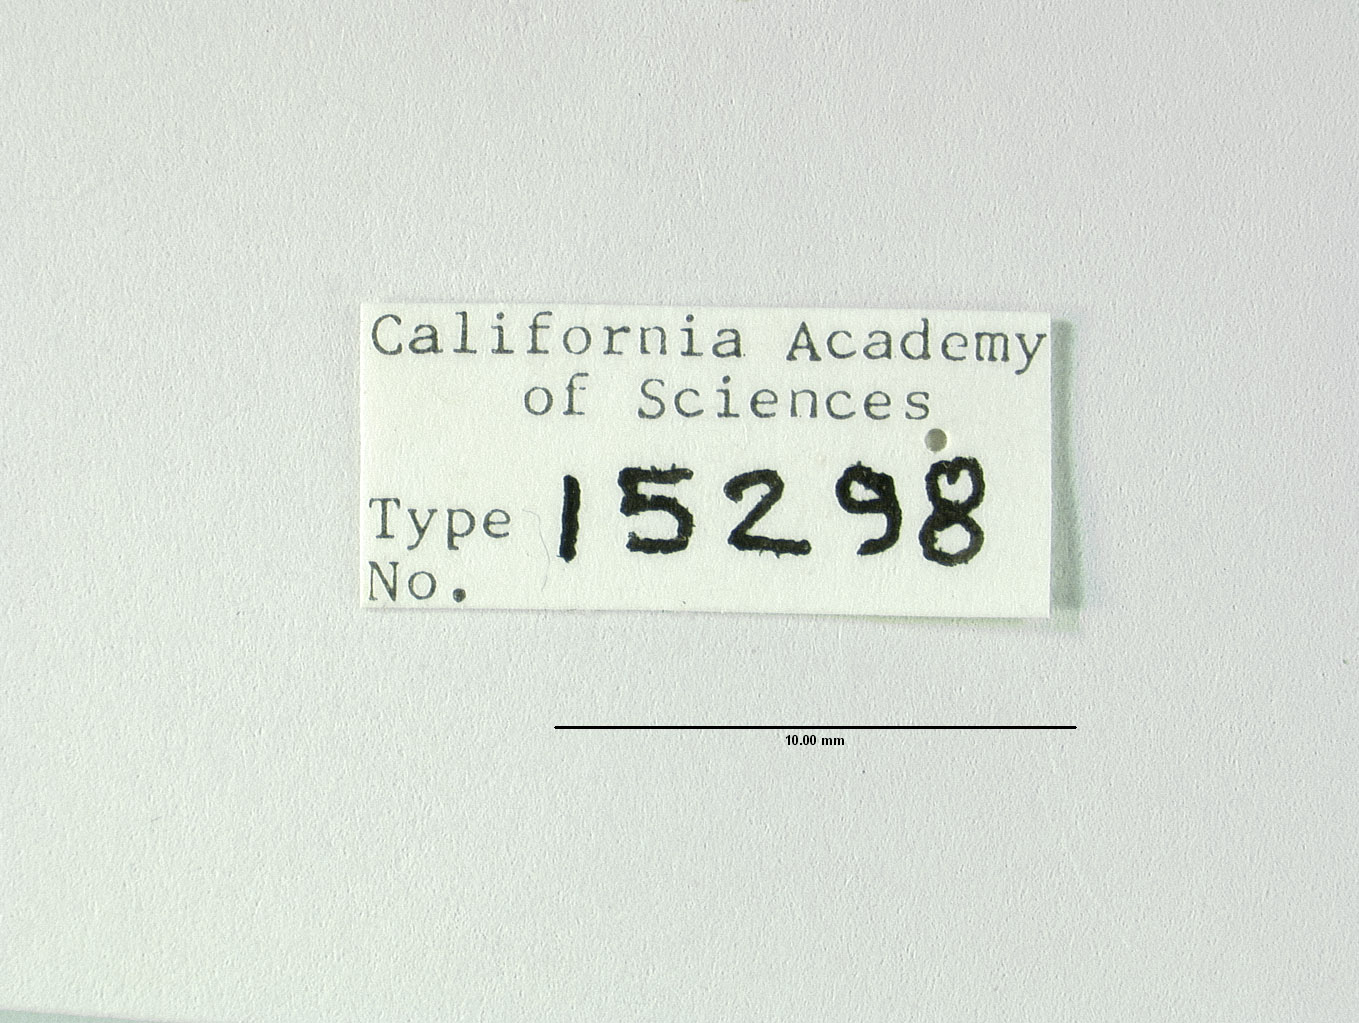 California Academy
of Sciences
Type 15298
No.
10.00 mm